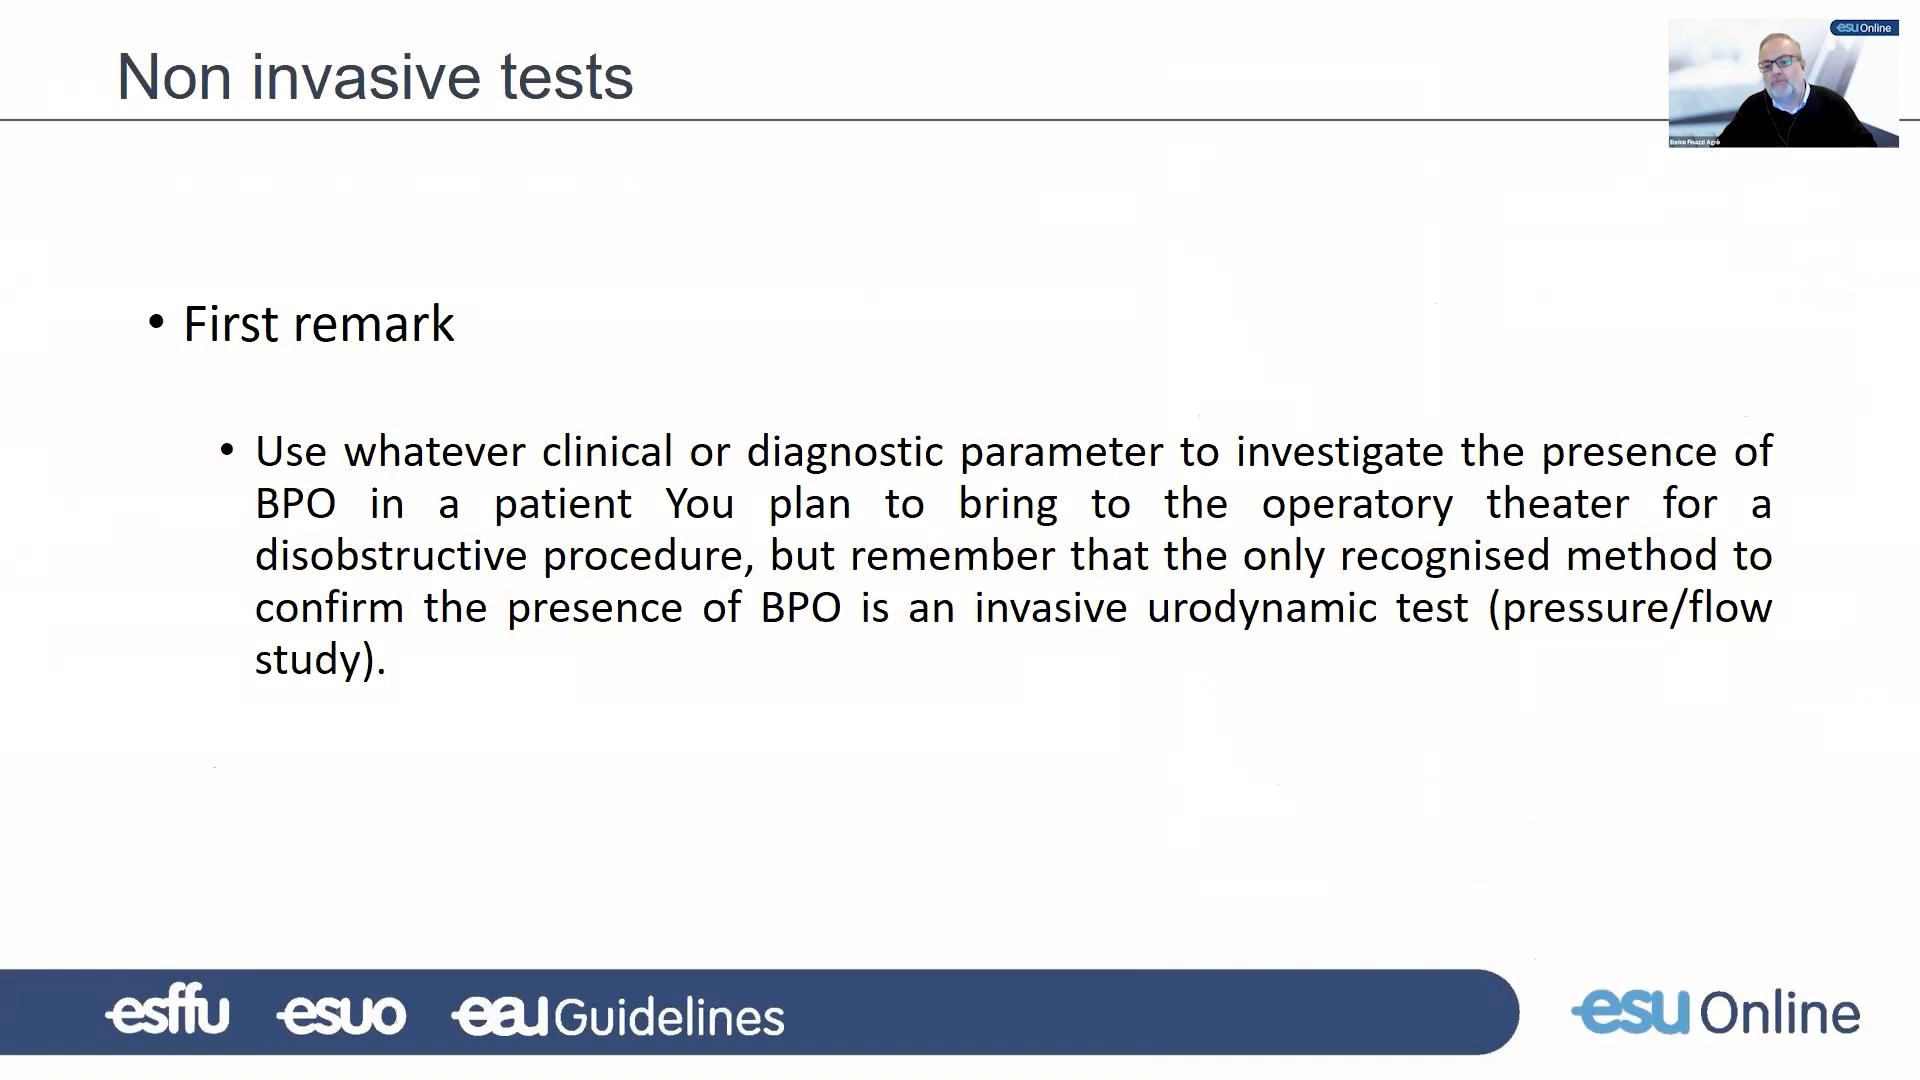 Non invasive tests
esu Online
Enrico Finazzi Agrò
• First remark
• Use whatever clinical or diagnostic parameter to investigate the presence of
BPO in a patient You plan to bring to the operatory theater for a
disobstructive procedure, but remember that the only recognised method to
confirm the presence of BPO is an invasive urodynamic test (pressure/flow
study).
esffu esuo eau Guidelines
esu Online